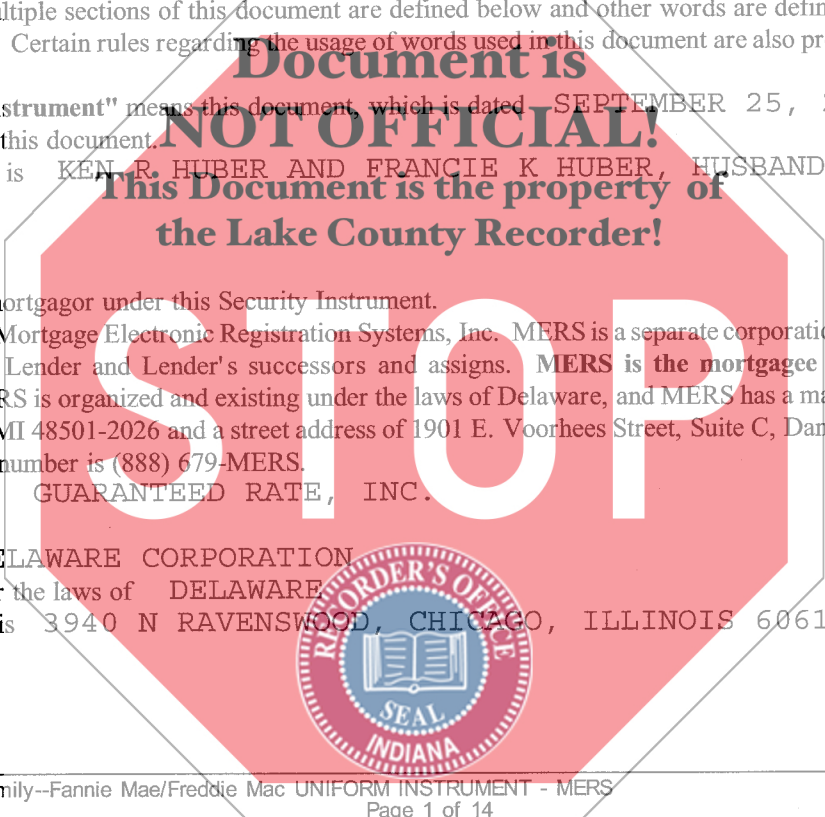 ltiple sections of this document are defined below and other words are defin
Certain rules regarding the usage of words used in this document are also pr
Document is
strument" means this document, which is dated SEPTEMBER 25,
this document.
NOT OFFICIAL!
is KEN R HUBER AND FRANCIE K HUBER, HUSBAND
This Document is the property of
the Lake County Recorder!
ortgagor under this Security Instrument.
Mortgage Electronic Registration Systems, Inc. MERS is a separate corporati
Lender and Lender's successors and assigns. MERS is the mortgagee
RS is organized and existing under the laws of Delaware, and MERS has a ma
MI 48501-2026 and a street address of 1901 E. Voorhees Street, Suite C, Dan
number is (888) 679-MERS.
STOP
GUARANTEED RATE, INC.
ELAWARE CORPORATION
the laws of DELAWARE
is 3940 N RAVENSWOOD, CHICAGO, ILLINOIS 6061
RECORDER'S OFFICE
SEAL
INDIANA
mily--Fannie Mae/Freddie Mac UNIFORM INSTRUMENT - MERS
Page 1 of 14